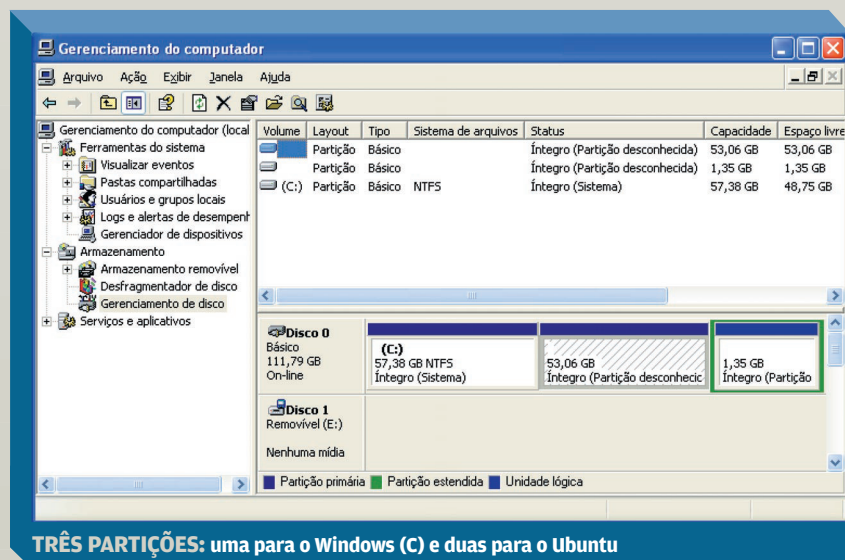 Gerenciamento do computador
Arquivo Ação Exibir Janela Ajuda
Gerenciamento do computador (local
Ferramentas do sistema
Visualizar eventos
Pastas compartilhadas
Usuários e grupos locais
Logs e alertas de desempenh
Gerenciador de dispositivos
Armazenamento
Armazenamento removível
Desfragmentador de disco
Gerenciamento de disco
Serviços e aplicativos
Volume Layout Tipo Sistema de arquivos Status Capacidade Espaço livre
Partição Básico Íntegro (Partição desconhecida) 53,06 GB 53,06 GB
Partição Básico Íntegro (Partição desconhecida) 1,35 GB 1,35 GB
(C:) Partição Básico NTFS Íntegro (Sistema) 57,38 GB 48,75 GB
Disco 0
Básico
111,79 GB
On-line
(C:)
57,38 GB NTFS
Íntegro (Sistema)
53,06 GB
Íntegro (Partição desconhecic
1,35 GB
Íntegro (Partição
Disco 1
Removível (E:)
Nenhuma mídia
Partição primária Partição estendida Unidade lógica
TRÊS PARTIÇÕES: uma para o Windows (C) e duas para o Ubuntu